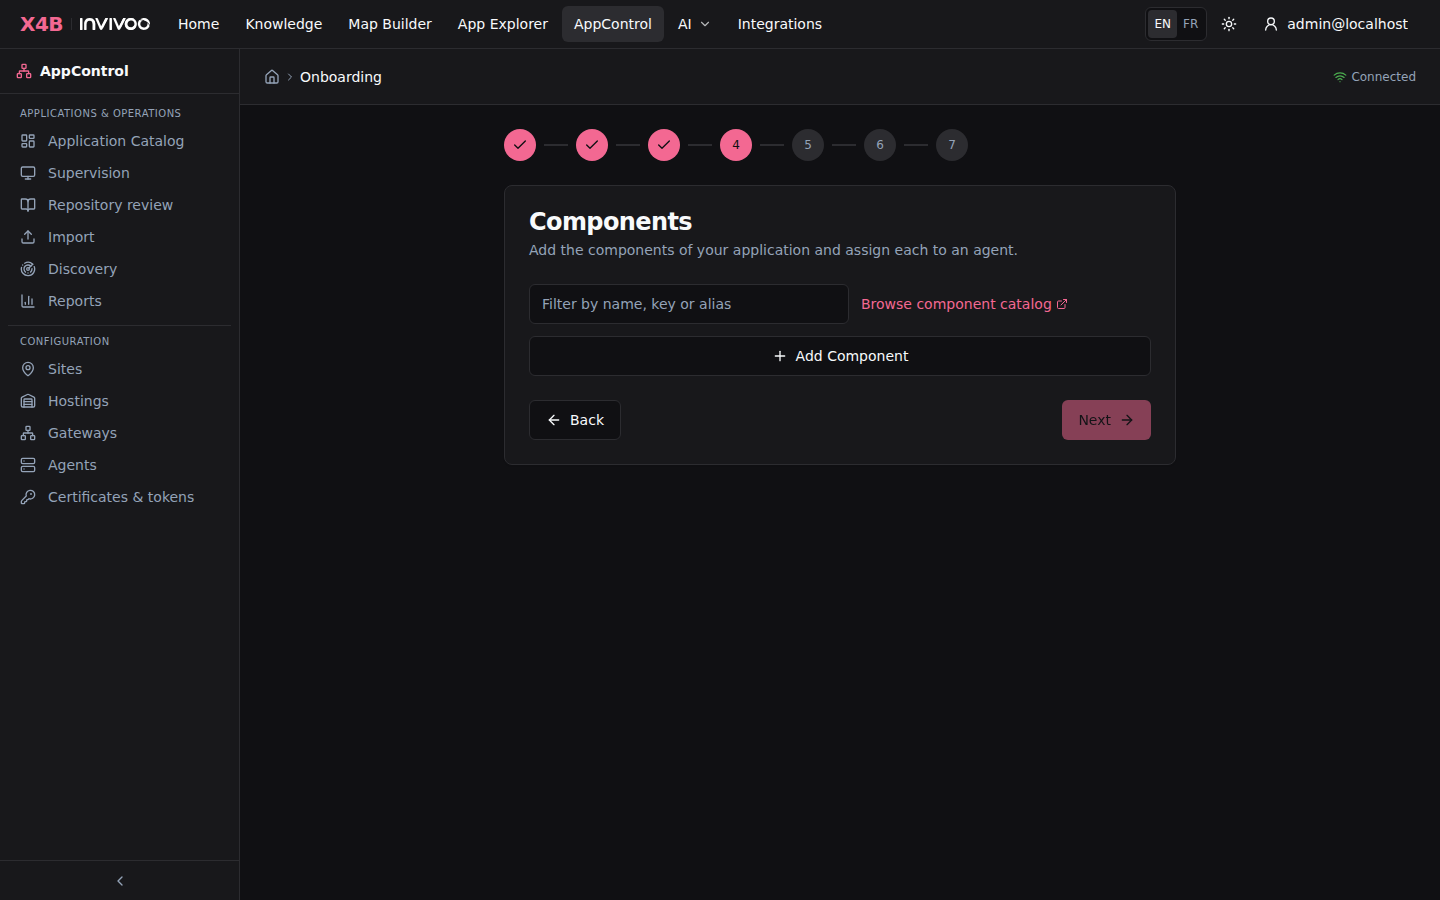 X4B INVIVOO Home Knowledge Map Builder App Explorer AppControl AI Integrations EN FR admin@localhost
AppControl
Onboarding
Connected
APPLICATIONS & OPERATIONS
Application Catalog
Supervision
Repository review
Import
Discovery
Reports
CONFIGURATION
Sites
Hostings
Gateways
Agents
Certificates & tokens
4 5 6 7
Components
Add the components of your application and assign each to an agent.
Filter by name, key or alias Browse component catalog
Add Component
Back Next